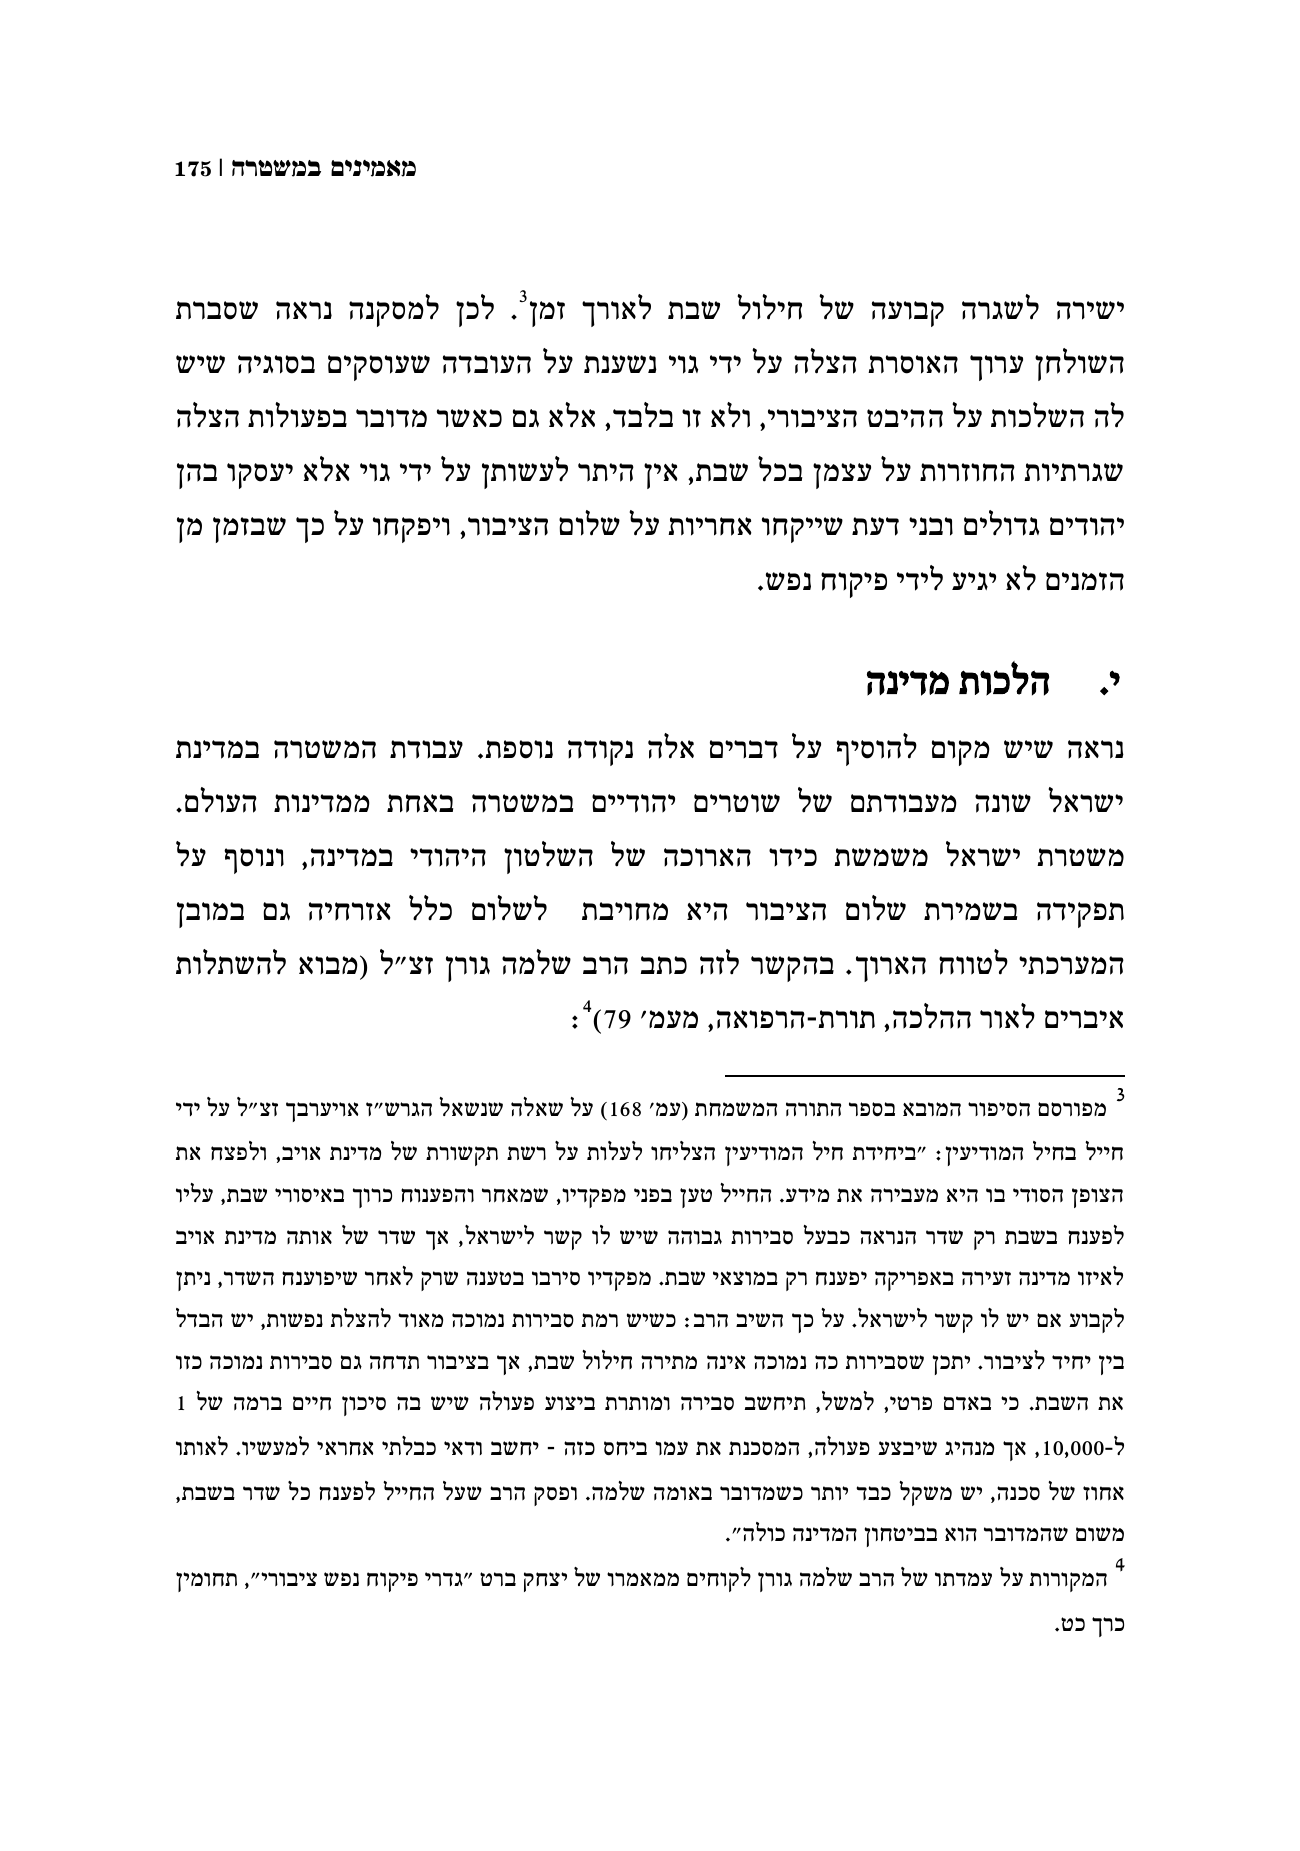 מאמינים במשטרה | 175
ישירה לשגרה קבועה של חילול שבת לאורך זמן3. לכן למסקנה נראה שסברת
השולחן ערוך האוסרת הצלה על ידי גוי נשענת על העובדה שעוסקים בסוגיה שיש
לה השלכות על ההיבט הציבורי, ולא זו בלבד, אלא גם כאשר מדובר בפעולות הצלה
שגרתיות החוזרות על עצמן בכל שבת, אין היתר לעשותן על ידי גוי אלא יעסקו בהן
יהודים גדולים ובני דעת שייקחו אחריות על שלום הציבור, ויפקחו על כך שבזמן מן
הזמנים לא יגיע לידי פיקוח נפש.
י. הלכות מדינה
נראה שיש מקום להוסיף על דברים אלה נקודה נוספת. עבודת המשטרה במדינת
ישראל שונה מעבודתם של שוטרים יהודיים במשטרה באחת ממדינות העולם.
משטרת ישראל משמשת כידו הארוכה של השלטון היהודי במדינה, ונוסף על
תפקידה בשמירת שלום הציבור היא מחויבת לשלום כלל אזרחיה גם במובן
המערכתי לטווח הארוך. בהקשר לזה כתב הרב שלמה גורן זצ״ל (מבוא להשתלות
איברים לאור ההלכה, תורת-הרפואה, מעמ׳ 79)4:
3 מפורסם הסיפור המובא בספר התורה המשמחת (עמ׳ 168) על שאלה שנשאל הגרש״ז אויערבך זצ״ל על ידי
חייל בחיל המודיעין: ״ביחידת חיל המודיעין הצליחו לעלות על רשת תקשורת של מדינת אויב, ולפצח את
הצופן הסודי בו היא מעבירה את מידע. החייל טען בפני מפקדיו, שמאחר והפענוח כרוך באיסורי שבת, עליו
לפענח בשבת רק שדר הנראה כבעל סבירות גבוהה שיש לו קשר לישראל, אך שדר של אותה מדינת אויב
לאיזו מדינה זעירה באפריקה יפענח רק במוצאי שבת. מפקדיו סירבו בטענה שרק לאחר שיפוענח השדר, ניתן
לקבוע אם יש לו קשר לישראל. על כך השיב הרב: כשיש רמת סבירות נמוכה מאוד להצלת נפשות, יש הבדל
בין יחיד לציבור. יתכן שסבירות כה נמוכה אינה מתירה חילול שבת, אך בציבור תדחה גם סבירות נמוכה כזו
את השבת. כי באדם פרטי, למשל, תיחשב סבירה ומותרת ביצוע פעולה שיש בה סיכון חיים ברמה של 1
ל-10,000, אך מנהיג שיבצע פעולה, המסכנת את עמו ביחס כזה - יחשב ודאי כבלתי אחראי למעשיו. לאותו
אחוז של סכנה, יש משקל כבד יותר כשמדובר באומה שלמה. ופסק הרב שעל החייל לפענח כל שדר בשבת,
משום שהמדובר הוא בביטחון המדינה כולה״.
4 המקורות על עמדתו של הרב שלמה גורן לקוחים ממאמרו של יצחק ברט ״גדרי פיקוח נפש ציבורי״, תחומין
כרך כט.